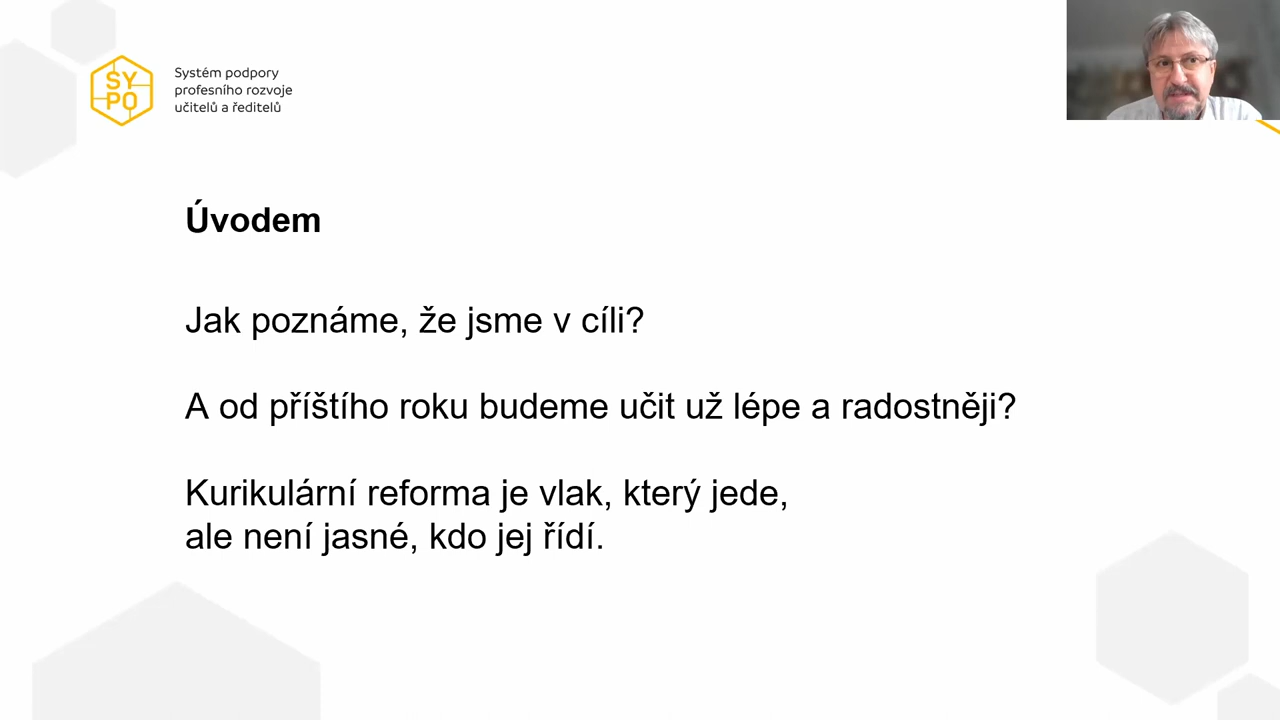 SY
PO
Systém podpory
profesního rozvoje
učitelů a ředitelů
Úvodem
Jak poznáme, že jsme v cíli?
A od příštího roku budeme učit už lépe a radostněji?
Kurikulární reforma je vlak, který jede,
ale není jasné, kdo jej řídí.